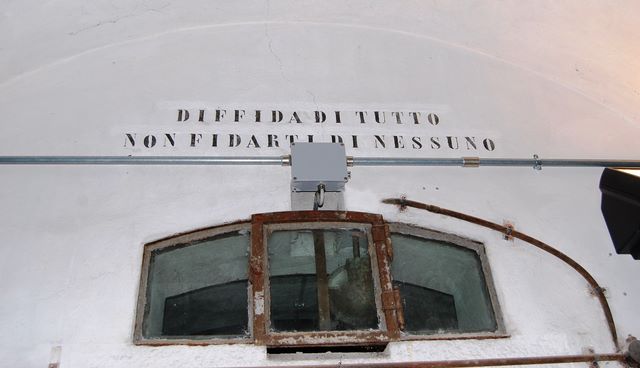 DIFFIDA DI TUTTO
NON FIDARTI DI NESSUNO